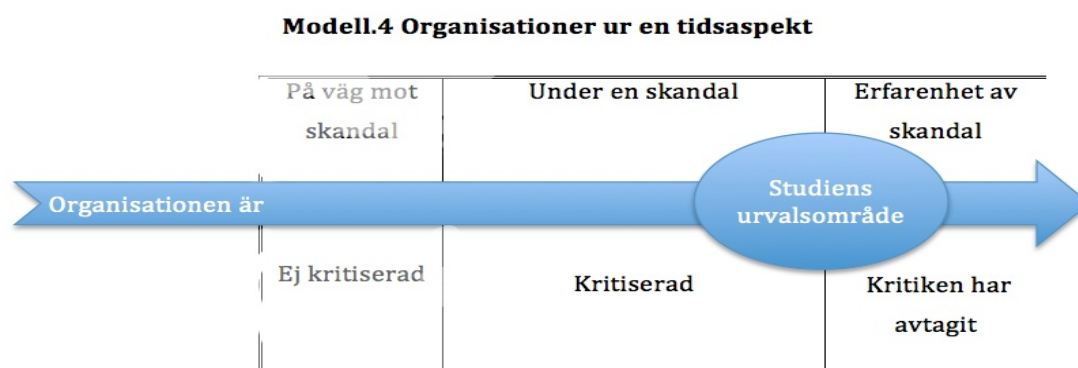 Modell.4 Organisationer ur en tidsaspekt
På väg mot
skandal
Under en skandal
Erfarenhet av
skandal
Organisationen är
Studiens
urvalsområde
Ej kritiserad
Kritiserad
Kritiken har
avtagit